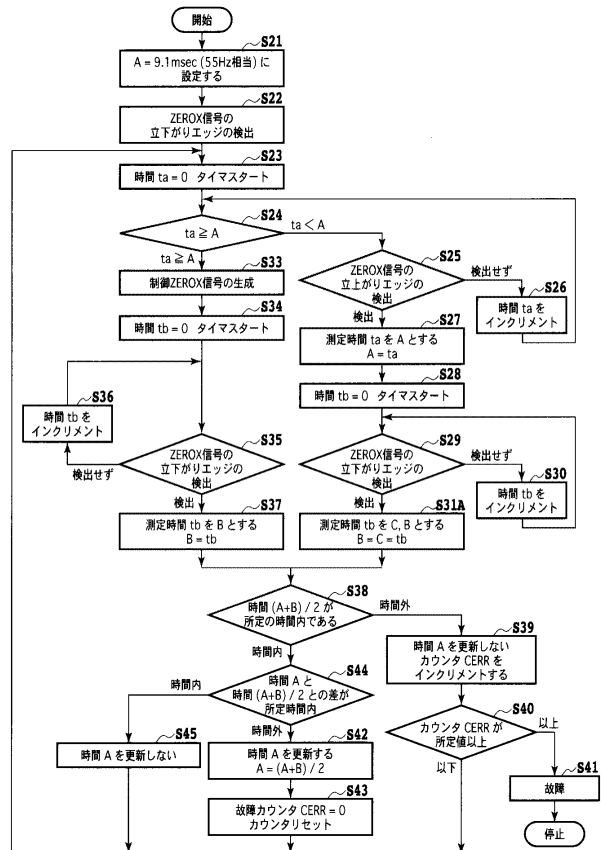 開始
S21
A = 9.1msec (55Hz相当) に
設定する
S22
ZEROX信号の
立下がりエッジの検出
S23
時間 ta = 0 タイマスタート
S24
ta ≧ A
ta < A
ta ≧ A
S33
制御ZEROX信号の生成
S34
時間 tb = 0 タイマスタート
S25
ZEROX信号の
立上がりエッジの
検出
検出せず
S26
時間 ta を
インクリメント
検出
S27
測定時間 ta を A とする
A = ta
S28
時間 tb = 0 タイマスタート
S36
時間 tb を
インクリメント
S35
ZEROX信号の
立下がりエッジの
検出
検出せず
検出
S37
測定時間 tb を B とする
B = tb
S29
ZEROX信号の
立下がりエッジの
検出
検出せず
S30
時間 tb を
インクリメント
検出
S31A
測定時間 tb を C, B とする
B = C = tb
S38
時間 (A+B) / 2 が
所定の時間内である
時間外
時間内
S39
時間 A を更新しない
カウンタ CERR を
インクリメントする
S44
時間 A と
時間 (A+B) / 2 との差が
所定時間内
時間内
時間外
S45
時間 A を更新しない
S42
時間 A を更新する
A = (A+B) / 2
S43
故障カウンタ CERR = 0
カウンタリセット
S40
カウンタ CERR が
所定値以上
以上
以下
S41
故障
停止